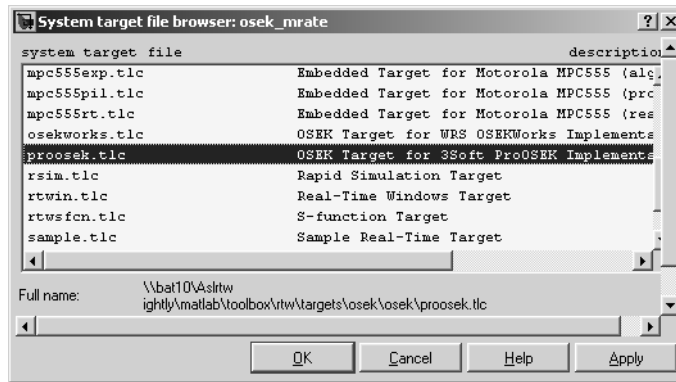 System target file browser: osek_mrate
system target file description
mpc555exp.tlc Embedded Target for Motorola MPC555 (alg
mpc555pil.tlc Embedded Target for Motorola MPC555 (pro
mpc555rt.tlc Embedded Target for Motorola MPC555 (rea
osekworks.tlc OSEK Target for WRS OSEKWorks Implementa
proosek.tlc OSEK Target for 3Soft ProOSEK Implementa
rsim.tlc Rapid Simulation Target
rtwin.tlc Real-Time Windows Target
rtwsfcn.tlc S-function Target
sample.tlc Sample Real-Time Target
Full name: \\bat10\Aslrtw
ightly\matlab\toolbox\rtw\targets\osek\osek\proosek.tlc
OK Cancel Help Apply